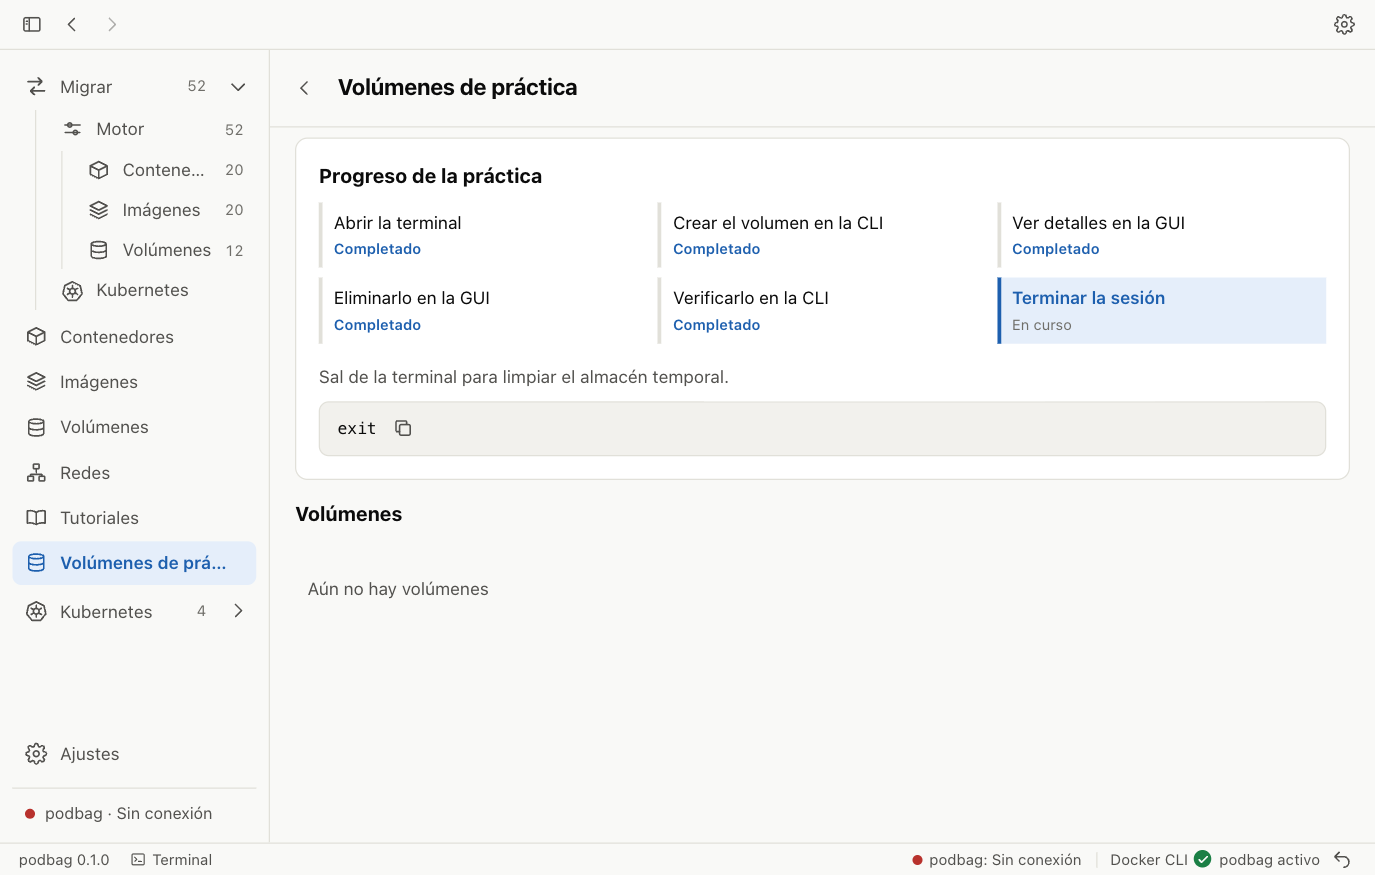 Migrar 52
Motor 52
Contene... 20
Imágenes 20
Volúmenes 12
Kubernetes
Contenedores
Imágenes
Volúmenes
Redes
Tutoriales
Volúmenes de prá...
Kubernetes 4
Ajustes
podbag · Sin conexión
Volúmenes de práctica
Progreso de la práctica
Abrir la terminal
Completado
Crear el volumen en la CLI
Completado
Ver detalles en la GUI
Completado
Eliminarlo en la GUI
Completado
Verificarlo en la CLI
Completado
Terminar la sesión
En curso
Sal de la terminal para limpiar el almacén temporal.
exit
Volúmenes
Aún no hay volúmenes
podbag 0.1.0 Terminal podbag: Sin conexión Docker CLI podbag activo